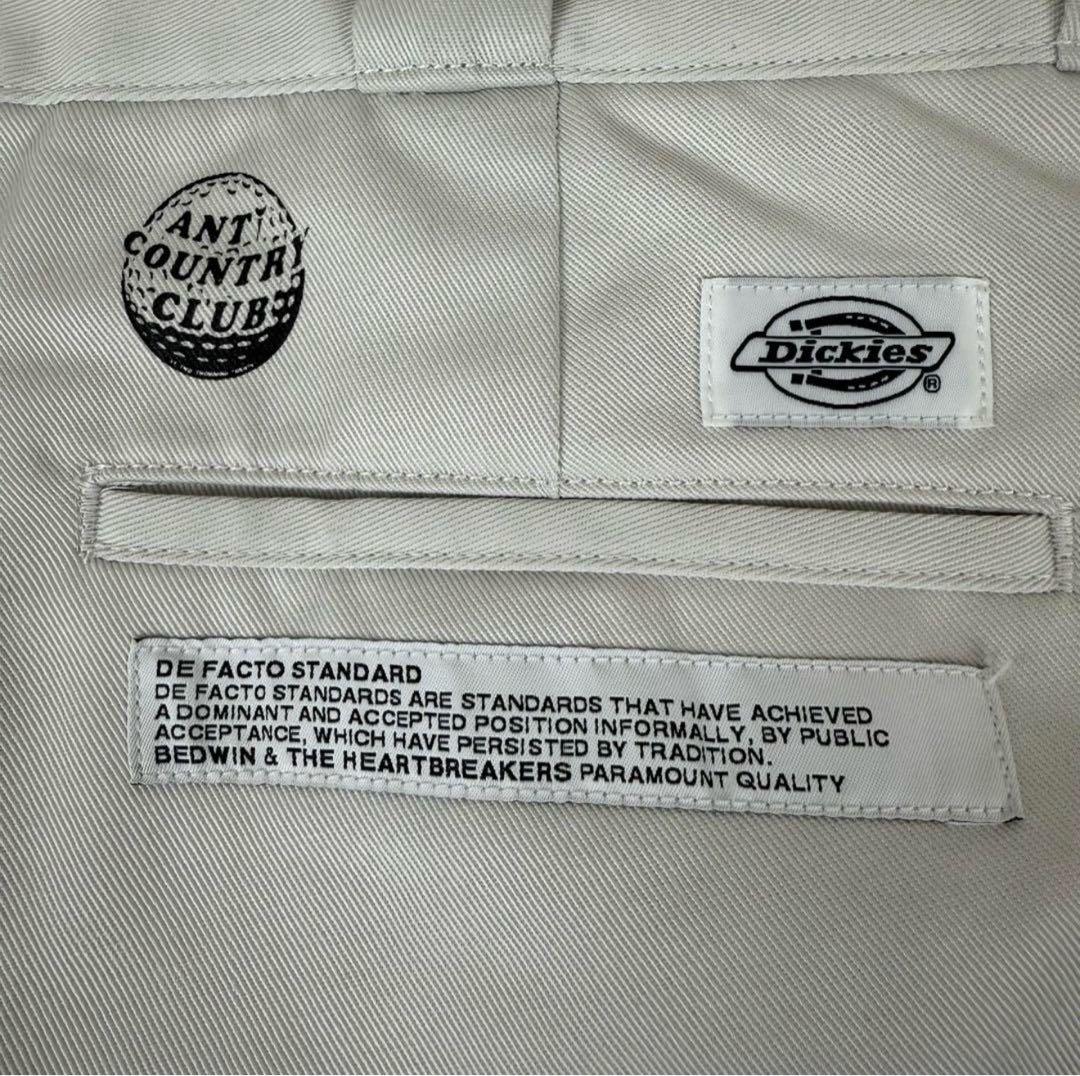 ANTi
COUNTRY
CLUB
Dickies
®
DE FACTO STANDARD
DE FACTO STANDARDS ARE STANDARDS THAT HAVE ACHIEVED
A DOMINANT AND ACCEPTED POSITION INFORMALLY, BY PUBLIC
ACCEPTANCE, WHICH HAVE PERSISTED BY TRADITION.
BEDWIN & THE HEARTBREAKERS PARAMOUNT QUALITY